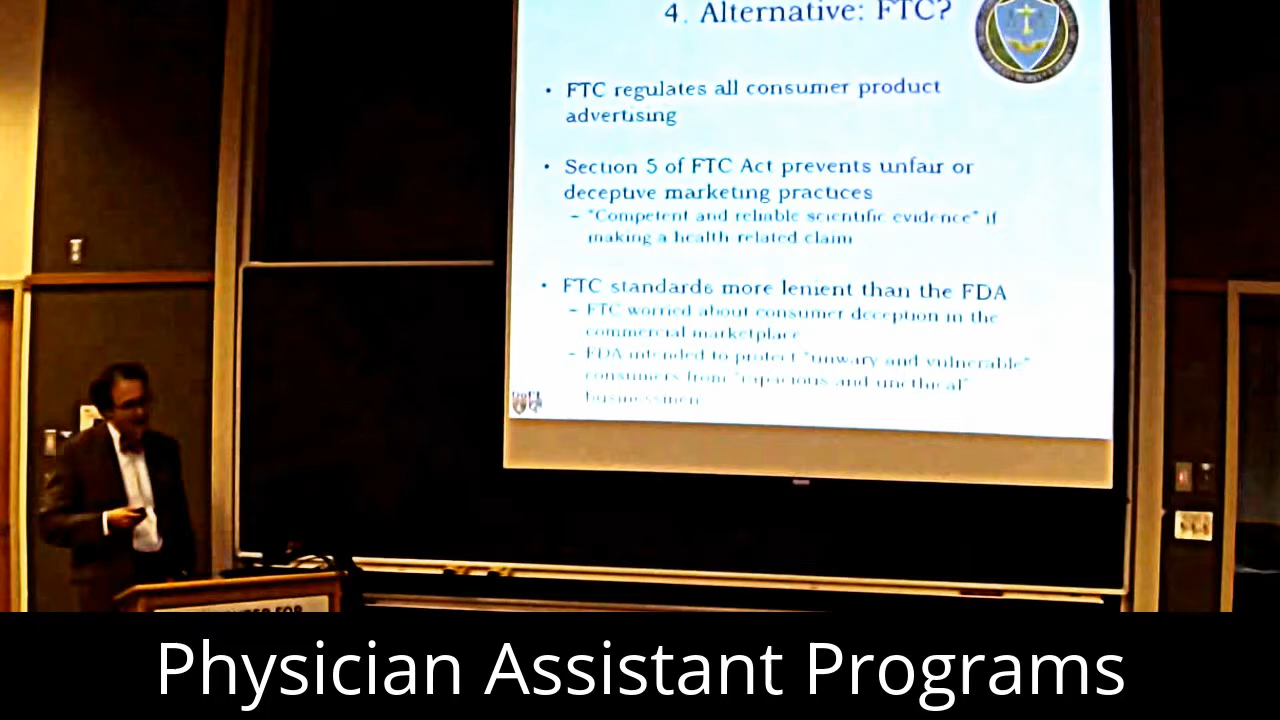 4. Alternative: FTC?
• FTC regulates all consumer product
advertising
• Section 5 of FTC Act prevents unfair or
deceptive marketing practices
– "Competent and reliable scientific evidence" if
making a health related claim
• FTC standards more lenient than the FDA
– FTC worried about consumer deception in the
commercial marketplace
– FDA intended to protect "unwary and vulnerable"
consumers from "rapacious and unethical"
businessmen
FOR
Physician Assistant Programs